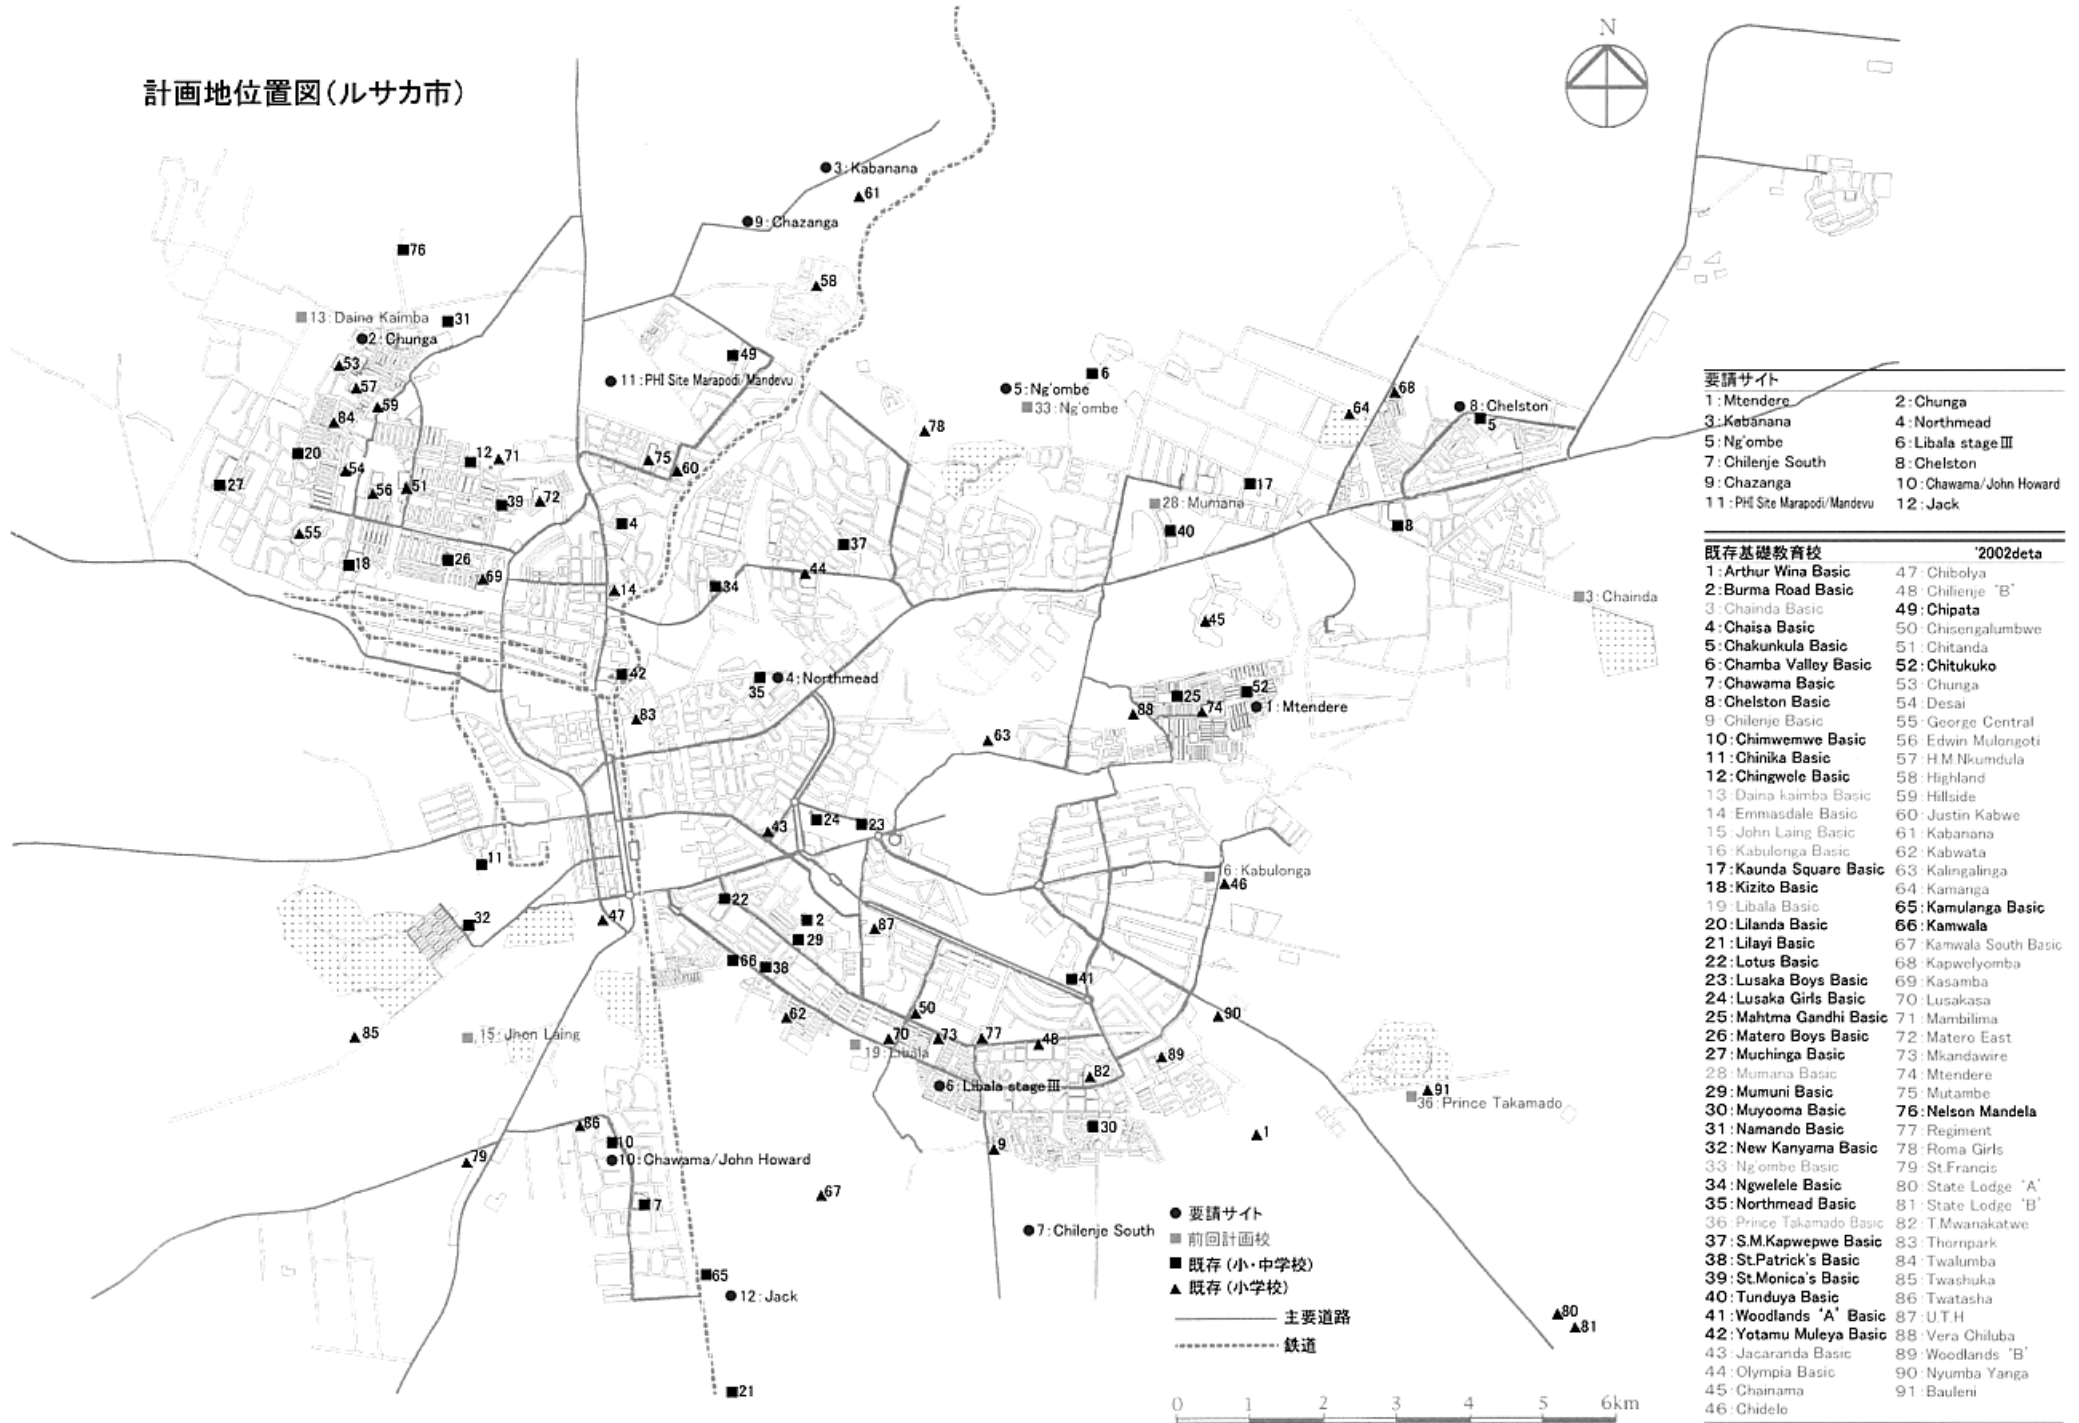 計画地位置図(ルサカ市)
N
3:Kabanana
61
9:Chazanga
76
58
13:Daina Kaimba
31
2:Chunga
49
53
11:PHI Site Marapodi/Mandevu
57
59
84
6
5:Ng'ombe
33:Ng'ombe
68
64
8:Chelston
5
78
20
12
71
75
60
54
27
56
51
39
72
17
28:Mumana
4
8
40
55
37
18
26
69
44
14
34
3:Chainda
45
42
35
4:Northmead
25
52
74
1:Mtendere
88
83
63
43
24
23
11
6:Kabulonga
46
22
32
47
2
87
29
66
38
41
50
62
90
85
15:Jhon Laing
70
73
77
48
19:Libala
89
82
6:Libala stageⅢ
91
36:Prince Takamado
86
10
30
1
9
79
10:Chawama/John Howard
67
7
7:Chilenje South
65
12:Jack
80
81
21
要請サイト
前回計画校
既存(小・中学校)
既存(小学校)
主要道路
鉄道
0 1 2 3 4 5 6km
要請サイト
1:Mtendere 2:Chunga
3:Kabanana 4:Northmead
5:Ng'ombe 6:Libala stageⅢ
7:Chilenje South 8:Chelston
9:Chazanga 10:Chawama/John Howard
11:PHI Site Marapodi/Mandevu 12:Jack
既存基礎教育校 '2002deta
1:Arthur Wina Basic 47:Chibolya
2:Burma Road Basic 48:Chilienje 'B'
3:Chainda Basic 49:Chipata
4:Chaisa Basic 50:Chisengalumbwe
5:Chakunkula Basic 51:Chitanda
6:Chamba Valley Basic 52:Chitukuko
7:Chawama Basic 53:Chunga
8:Chelston Basic 54:Desai
9:Chilenje Basic 55:George Central
10:Chimwemwe Basic 56:Edwin Mulongoti
11:Chinika Basic 57:H.M.Nkumdula
12:Chingwele Basic 58:Highland
13:Daina kaimba Basic 59:Hillside
14:Emmasdale Basic 60:Justin Kabwe
15:John Laing Basic 61:Kabanana
16:Kabulonga Basic 62:Kabwata
17:Kaunda Square Basic 63:Kalingalinga
18:Kizito Basic 64:Kamanga
19:Libala Basic 65:Kamulanga Basic
20:Lilanda Basic 66:Kamwala
21:Lilayi Basic 67:Kamwala South Basic
22:Lotus Basic 68:Kapwelyomba
23:Lusaka Boys Basic 69:Kasamba
24:Lusaka Girls Basic 70:Lusakasa
25:Mahtma Gandhi Basic 71:Mambilima
26:Matero Boys Basic 72:Matero East
27:Muchinga Basic 73:Mkandawire
28:Mumana Basic 74:Mtendere
29:Mumuni Basic 75:Mutambe
30:Muyooma Basic 76:Nelson Mandela
31:Namando Basic 77:Regiment
32:New Kanyama Basic 78:Roma Girls
33:Ng'ombe Basic 79:St.Francis
34:Ngwelele Basic 80:State Lodge 'A'
35:Northmead Basic 81:State Lodge 'B'
36:Prince Takamado Basic 82:T.Mwanakatwe
37:S.M.Kapwepwe Basic 83:Thornpark
38:St.Patrick's Basic 84:Twalumba
39:St.Monica's Basic 85:Twashuka
40:Tunduya Basic 86:Twatasha
41:Woodlands 'A' Basic 87:U.T.H
42:Yotamu Muleya Basic 88:Vera Chiluba
43:Jacaranda Basic 89:Woodlands 'B'
44:Olympia Basic 90:Nyumba Yanga
45:Chainama 91:Bauleni
46:Chidelo